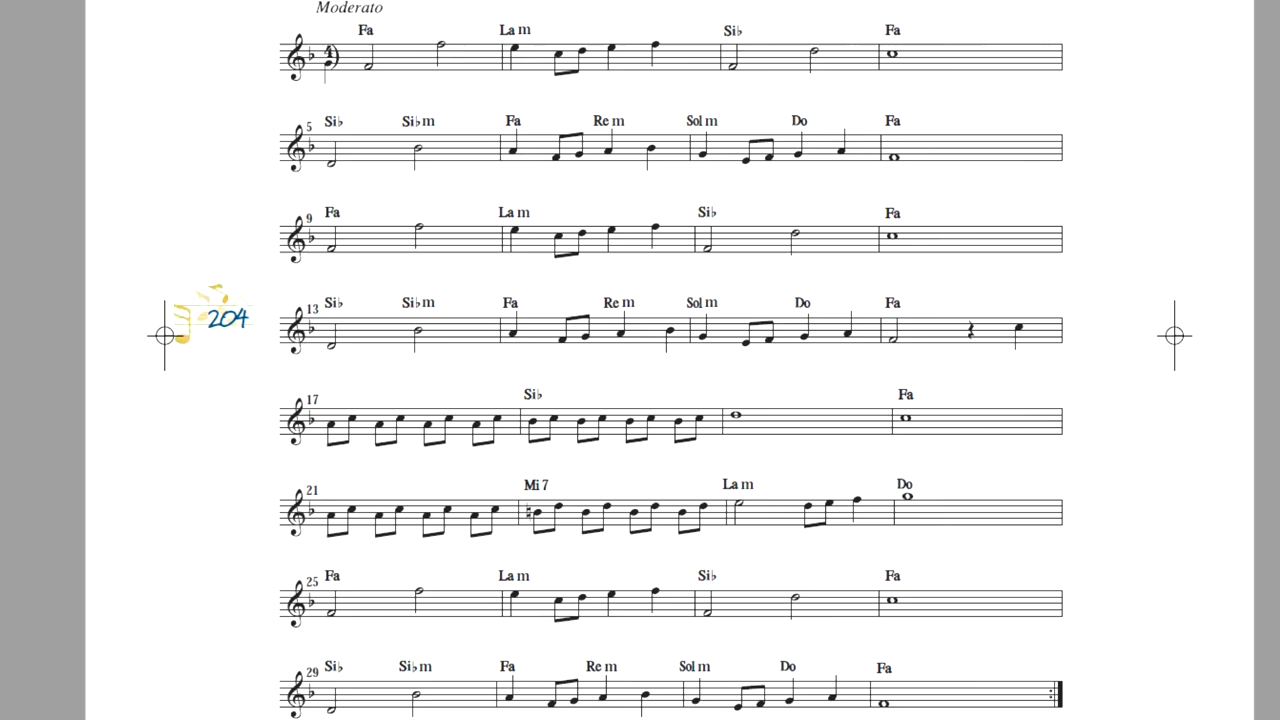 Moderato
Fa La m Si♭ Fa
5 Si♭ Si♭m Fa Re m Sol m Do Fa
9 Fa La m Si♭ Fa
204
13 Si♭ Si♭m Fa Re m Sol m Do Fa
17 Si♭ Fa
21 Mi 7 La m Do
25 Fa La m Si♭ Fa
29 Si♭ Si♭m Fa Re m Sol m Do Fa